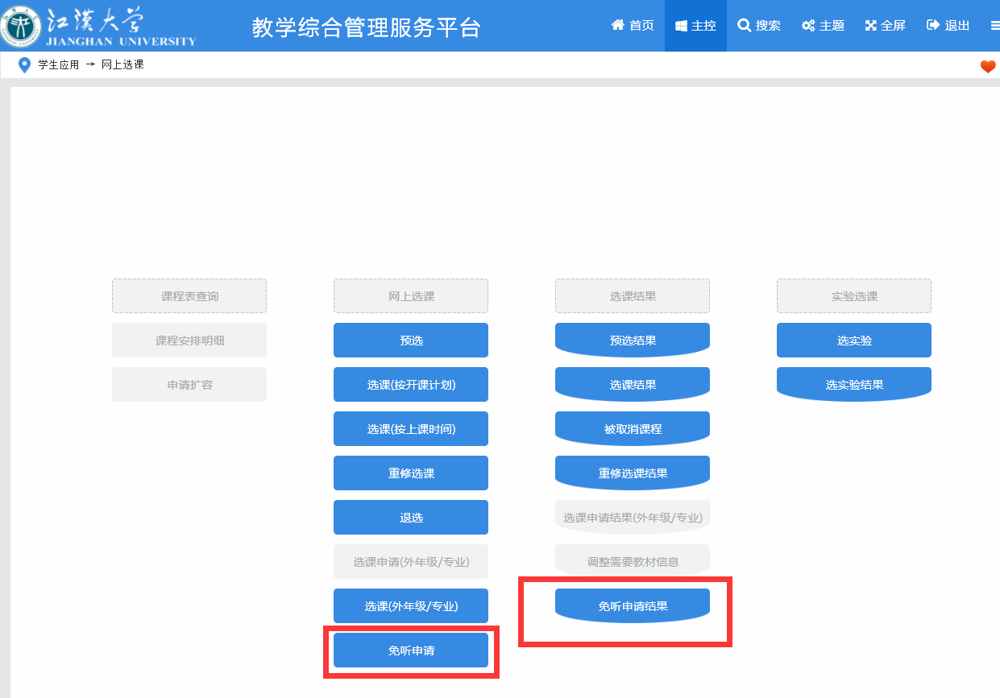 江漢大学
JIANGHAN UNIVERSITY
教学综合管理服务平台
首页 主控 搜索 主题 全屏 退出
学生应用 → 网上选课
课程表查询
课程安排明细
申请扩容
网上选课
预选
选课(按开课计划)
选课(按上课时间)
重修选课
退选
选课申请(外年级/专业)
选课(外年级/专业)
免听申请
选课结果
预选结果
选课结果
被取消课程
重修选课结果
选课申请结果(外年级/专业)
调整需要教材信息
免听申请结果
实验选课
选实验
选实验结果